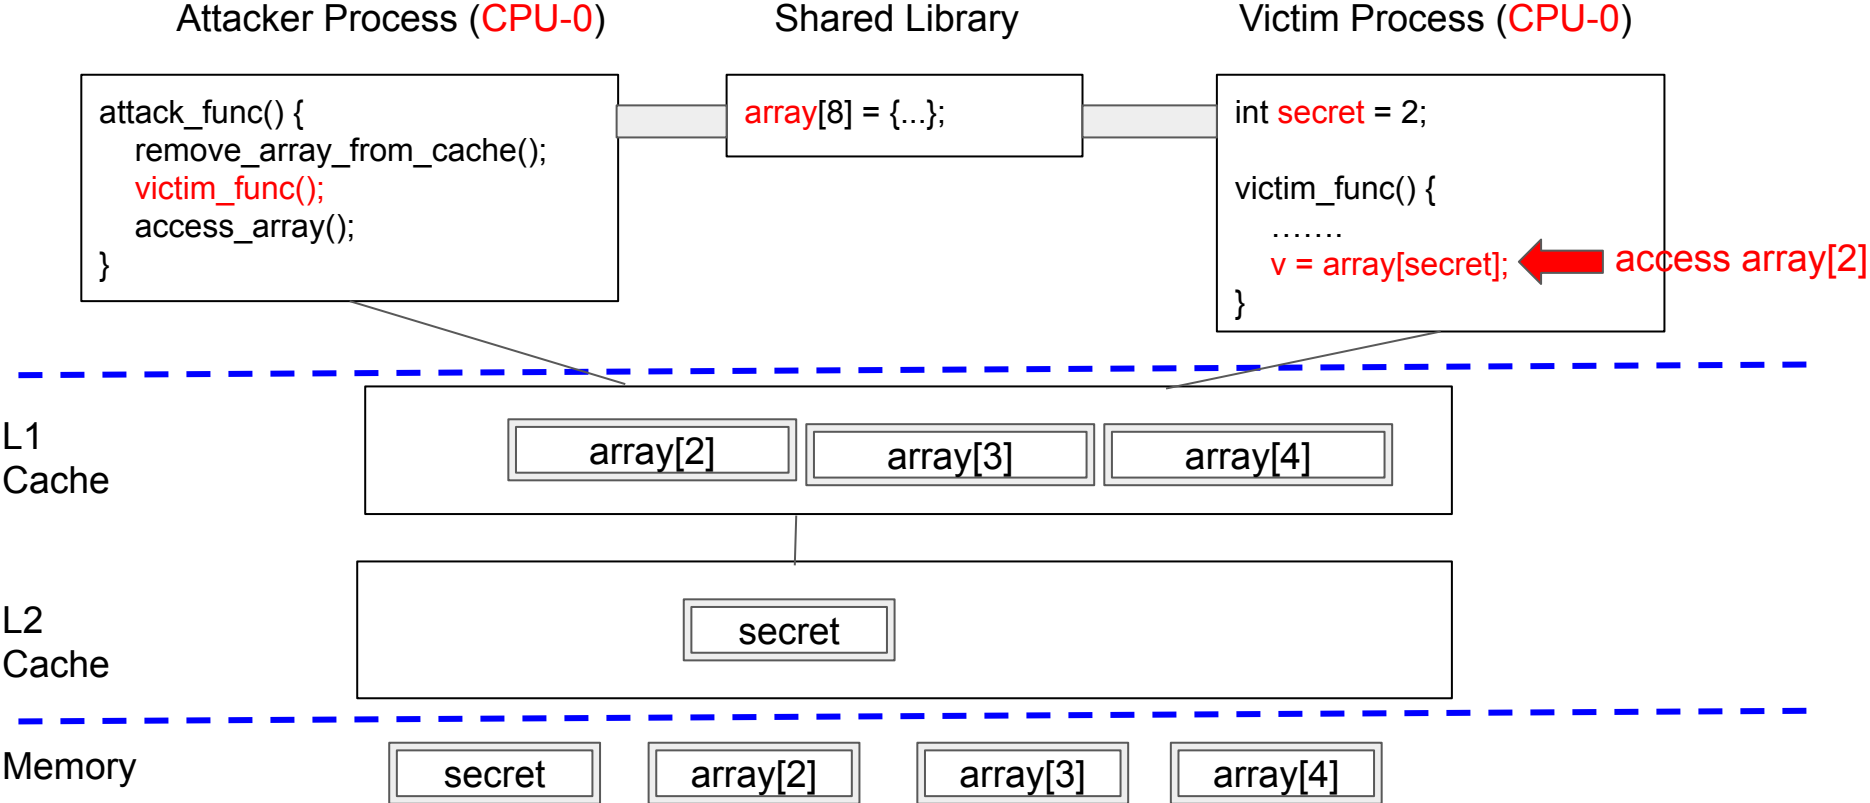 Attacker Process (CPU-0)
Shared Library
Victim Process (CPU-0)
attack_func() {
remove_array_from_cache();
victim_func();
access_array();
}
array[8] = {...};
int secret = 2;
victim_func() {
.......
v = array[secret];
}
access array[2]
L1
Cache
array[2]
array[3]
array[4]
L2
Cache
secret
Memory
secret
array[2]
array[3]
array[4]